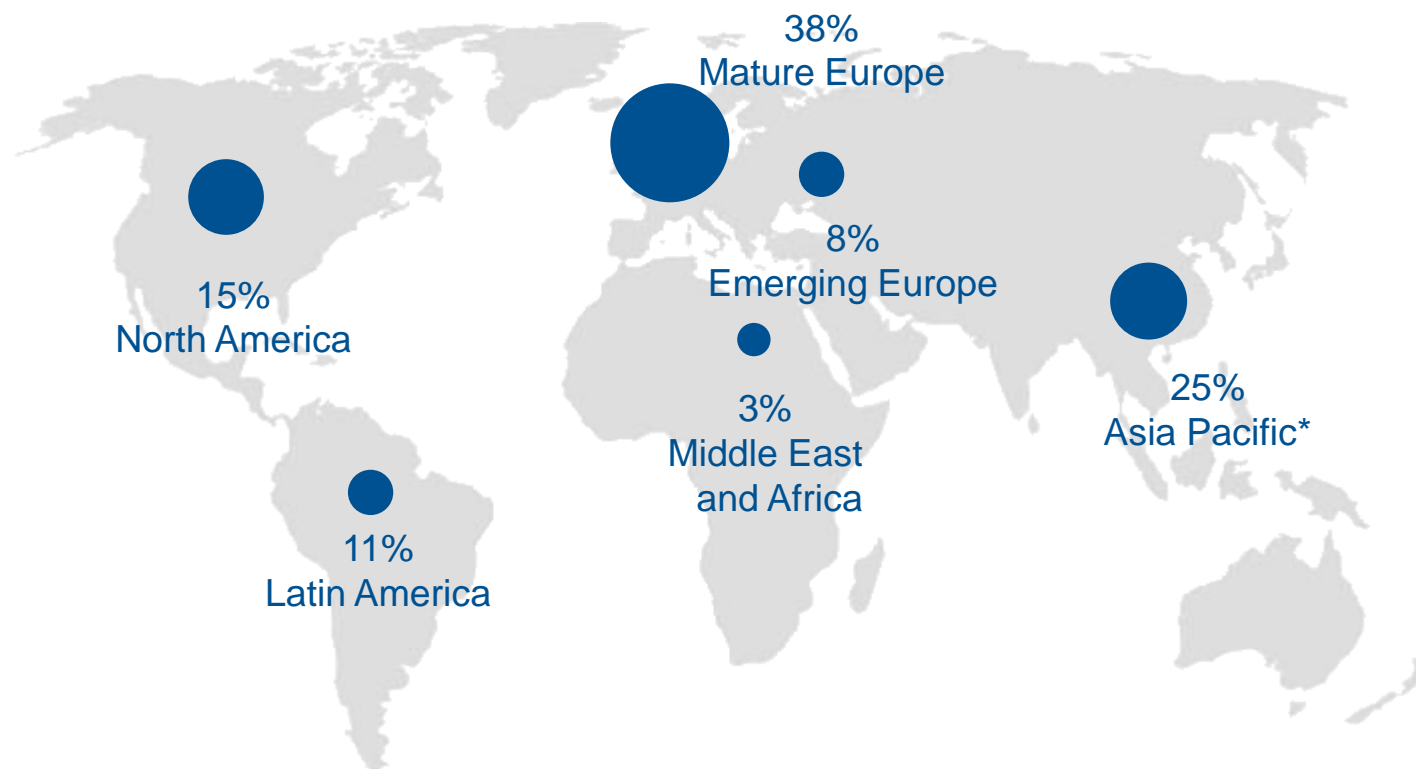 38%
Mature Europe
8%
Emerging Europe
15%
North America
25%
Asia Pacific*
3%
Middle East
and Africa
11%
Latin America